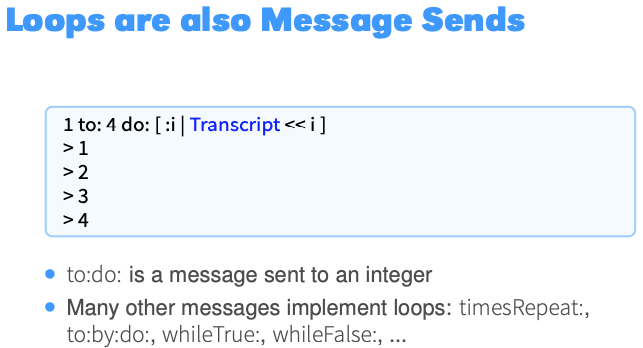 Loops are also Message Sends
1 to: 4 do: [ :i | Transcript << i ]
> 1
> 2
> 3
> 4
• to:do: is a message sent to an integer
• Many other messages implement loops: timesRepeat:,
to:by:do:, whileTrue:, whileFalse:, ...